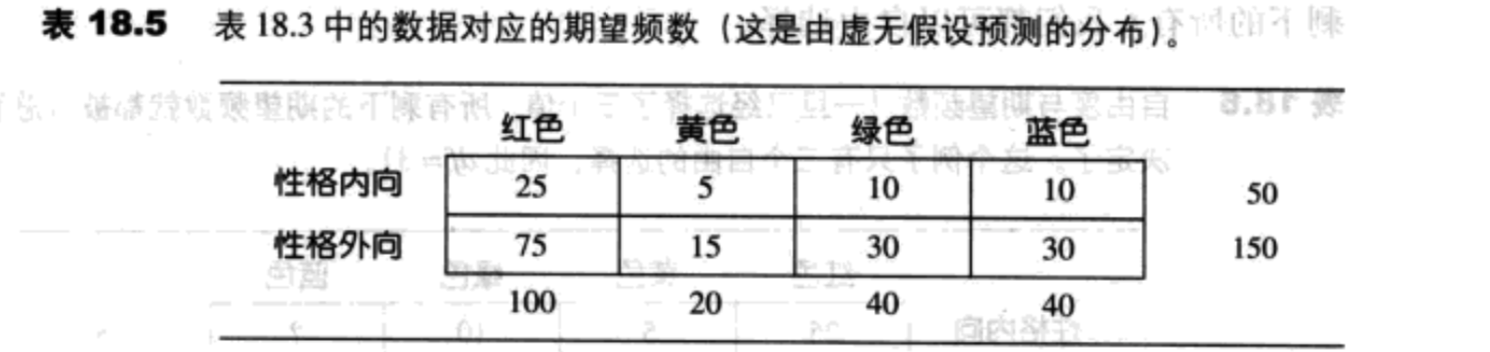 表 18.5 表 18.3 中的数据对应的期望频数（这是由虚无假设预测的分布）。
红色 黄色 绿色 蓝色
性格内向 25 5 10 10 50
性格外向 75 15 30 30 150
100 20 40 40